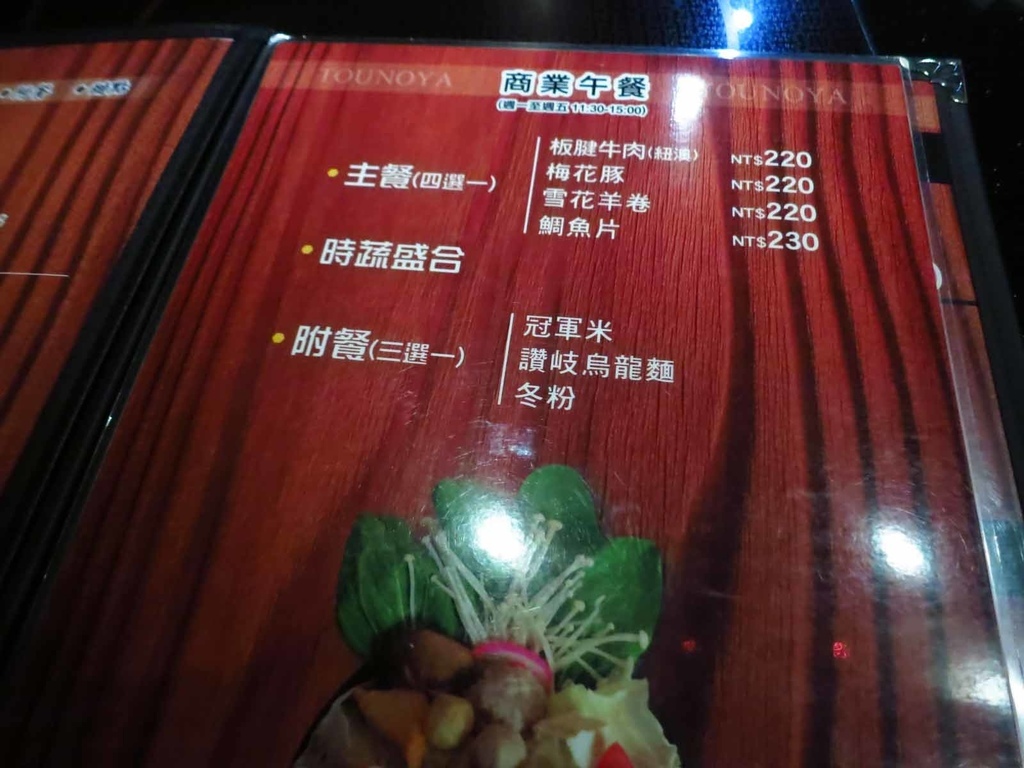 TOUNOYA
TOUNOYA
商業午餐
(週一至週五 11:30-15:00)
• 主餐(四選一)
板腱牛肉(紐澳) NT$220
梅花豚 NT$220
雪花羊卷 NT$220
鯛魚片 NT$230
• 時蔬盛合
• 附餐(三選一)
冠軍米
讚岐烏龍麵
冬粉